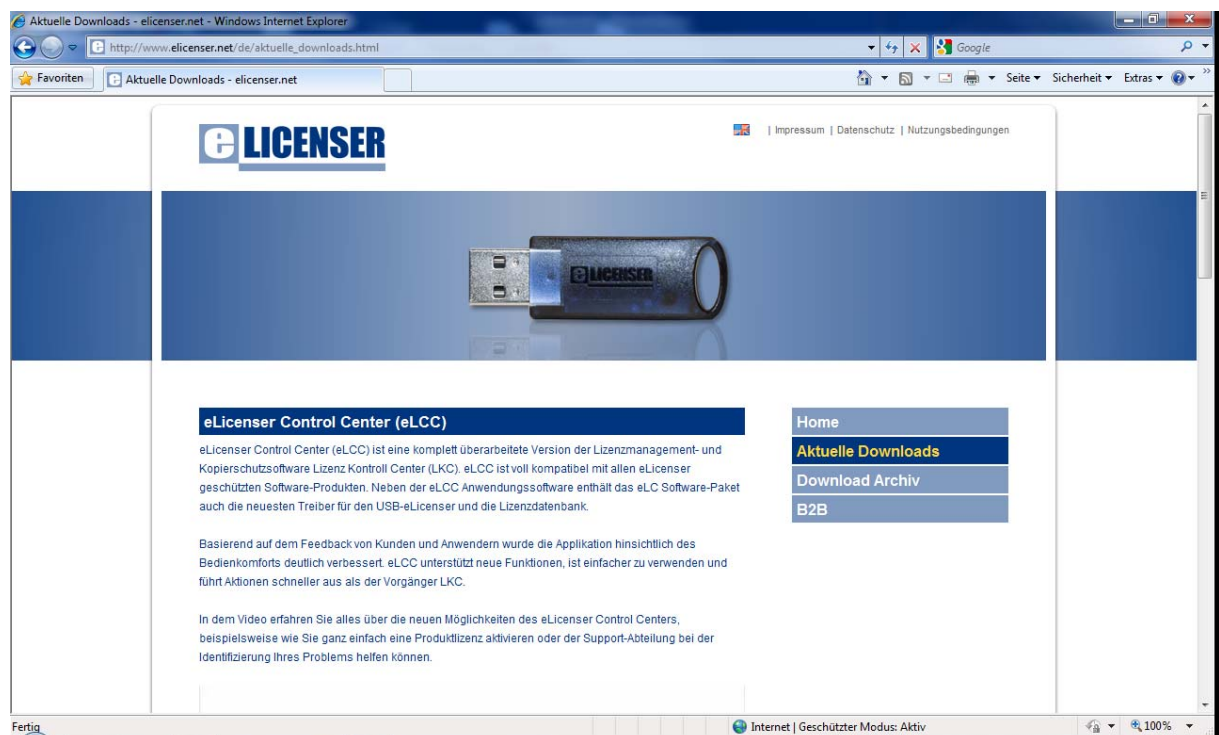 Aktuelle Downloads - elicenser.net - Windows Internet Explorer
http://www.elicenser.net/de/aktuelle_downloads.html
Google
Favoriten
Aktuelle Downloads - elicenser.net
Seite
Sicherheit
Extras
e LICENSER
| Impressum | Datenschutz | Nutzungsbedingungen
e LICENSER
eLicenser Control Center (eLCC)
eLicenser Control Center (eLCC) ist eine komplett überarbeitete Version der Lizenzmanagement- und
Kopierschutzsoftware Lizenz Kontroll Center (LKC). eLCC ist voll kompatibel mit allen eLicenser
geschützten Software-Produkten. Neben der eLCC Anwendungssoftware enthält das eLC Software-Paket
auch die neuesten Treiber für den USB-eLicenser und die Lizenzdatenbank.
Basierend auf dem Feedback von Kunden und Anwendern wurde die Applikation hinsichtlich des
Bedienkomforts deutlich verbessert. eLCC unterstützt neue Funktionen, ist einfacher zu verwenden und
führt Aktionen schneller aus als der Vorgänger LKC.
In dem Video erfahren Sie alles über die neuen Möglichkeiten des eLicenser Control Centers,
beispielsweise wie Sie ganz einfach eine Produktlizenz aktivieren oder der Support-Abteilung bei der
Identifizierung Ihres Problems helfen können.
Home
Aktuelle Downloads
Download Archiv
B2B
Fertig
Internet | Geschützter Modus: Aktiv
100%